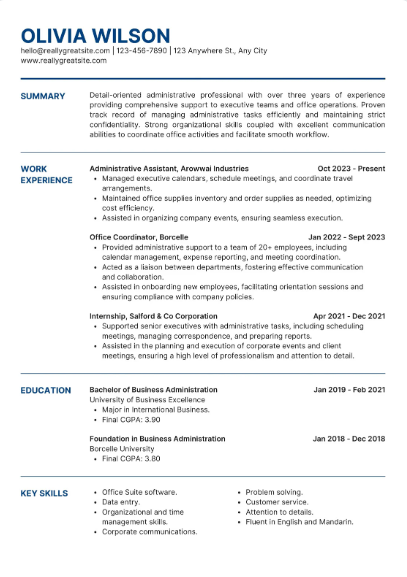 OLIVIA WILSON
hello@reallygreatsite.com | 123-456-7890 | 123 Anywhere St., Any City
www.reallygreatsite.com
SUMMARY
Detail-oriented administrative professional with over three years of experience
providing comprehensive support to executive teams and office operations. Proven
track record of managing administrative tasks efficiently and maintaining strict
confidentiality. Strong organizational skills coupled with excellent communication
abilities to coordinate office activities and facilitate smooth workflow.
WORK
EXPERIENCE
Administrative Assistant, Arowwai Industries Oct 2023 - Present
• Managed executive calendars, schedule meetings, and coordinate travel
arrangements.
• Maintained office supplies inventory and order supplies as needed, optimizing
cost efficiency.
• Assisted in organizing company events, ensuring seamless execution.
Office Coordinator, Borcelle Jan 2022 - Sept 2023
• Provided administrative support to a team of 20+ employees, including
calendar management, expense reporting, and meeting coordination.
• Acted as a liaison between departments, fostering effective communication
and collaboration.
• Assisted in onboarding new employees, facilitating orientation sessions and
ensuring compliance with company policies.
Internship, Salford & Co Corporation Apr 2021 - Dec 2021
• Supported senior executives with administrative tasks, including scheduling
meetings, managing correspondence, and preparing reports.
• Assisted in the planning and execution of corporate events and client
meetings, ensuring a high level of professionalism and attention to detail.
EDUCATION
Bachelor of Business Administration Jan 2019 - Feb 2021
University of Business Excellence
• Major in International Business.
• Final CGPA: 3.90
Foundation in Business Administration Jan 2018 - Dec 2018
Borcelle University
• Final CGPA: 3.80
KEY SKILLS
• Office Suite software.
• Data entry.
• Organizational and time
management skills.
• Corporate communications.
• Problem solving.
• Customer service.
• Attention to details.
• Fluent in English and Mandarin.